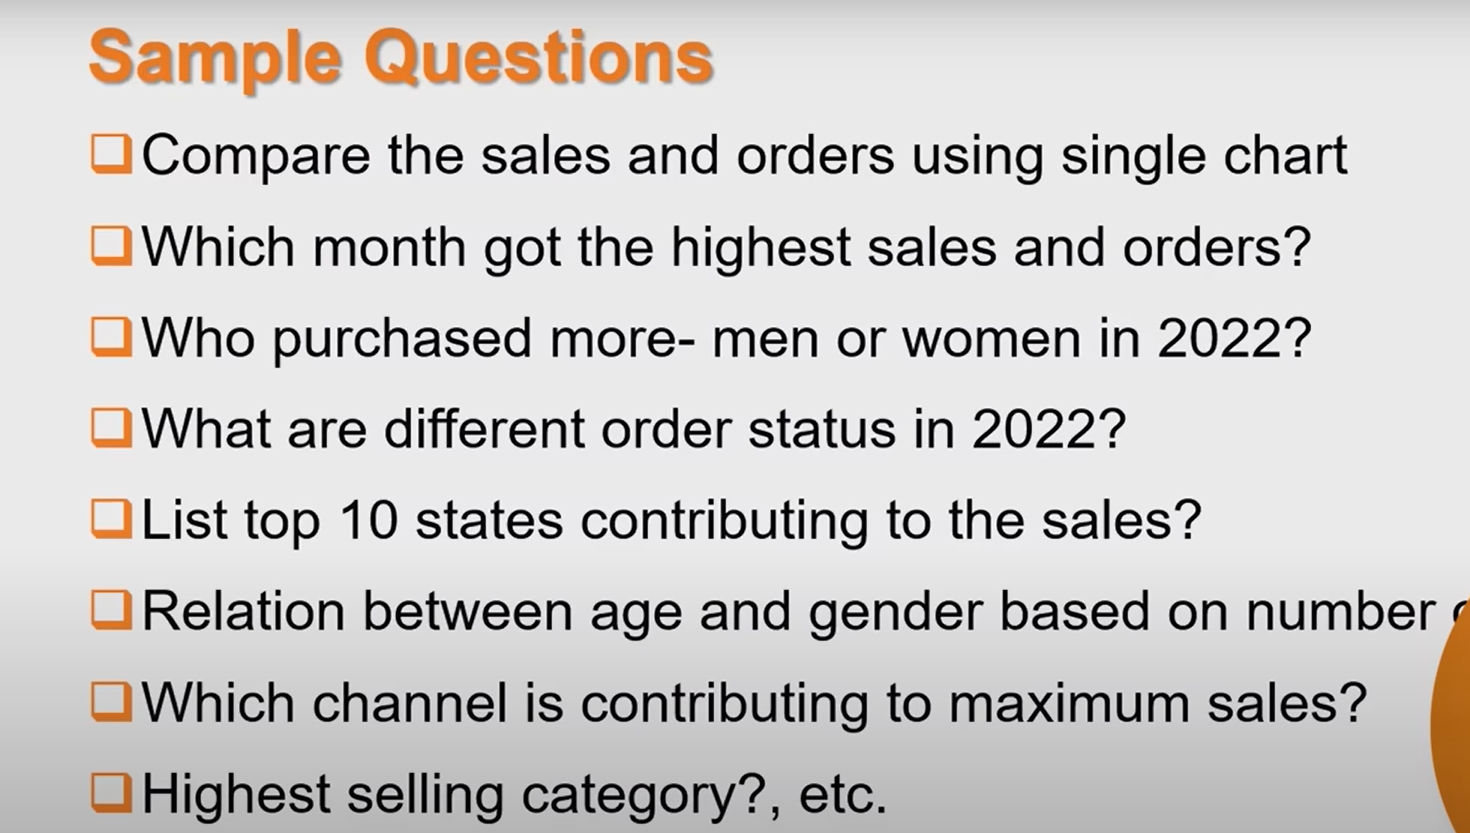 Sample Questions
❑Compare the sales and orders using single chart
❑Which month got the highest sales and orders?
❑Who purchased more- men or women in 2022?
❑What are different order status in 2022?
❑List top 10 states contributing to the sales?
❑Relation between age and gender based on number
❑Which channel is contributing to maximum sales?
❑Highest selling category?, etc.